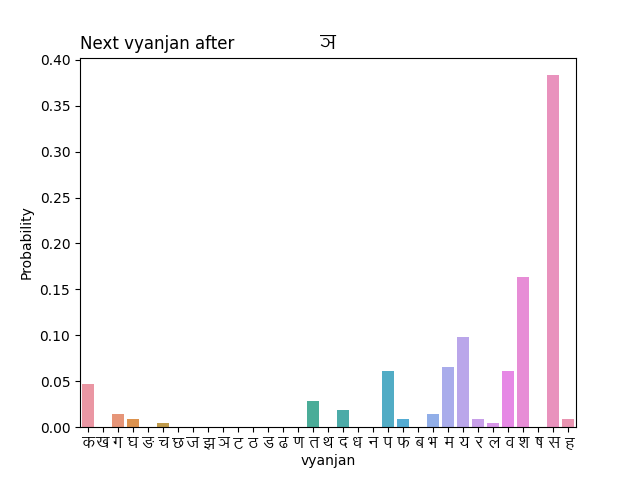 Next vyanjan after ञ
0.40
0.35
0.30
0.25
0.20
0.15
0.10
0.05
0.00
Probability
क ख ग घ ङ च छ ज झ ञ ट ठ ड ढ ण त थ द ध न प फ ब भ म य र ल व श ष स ह
vyanjan